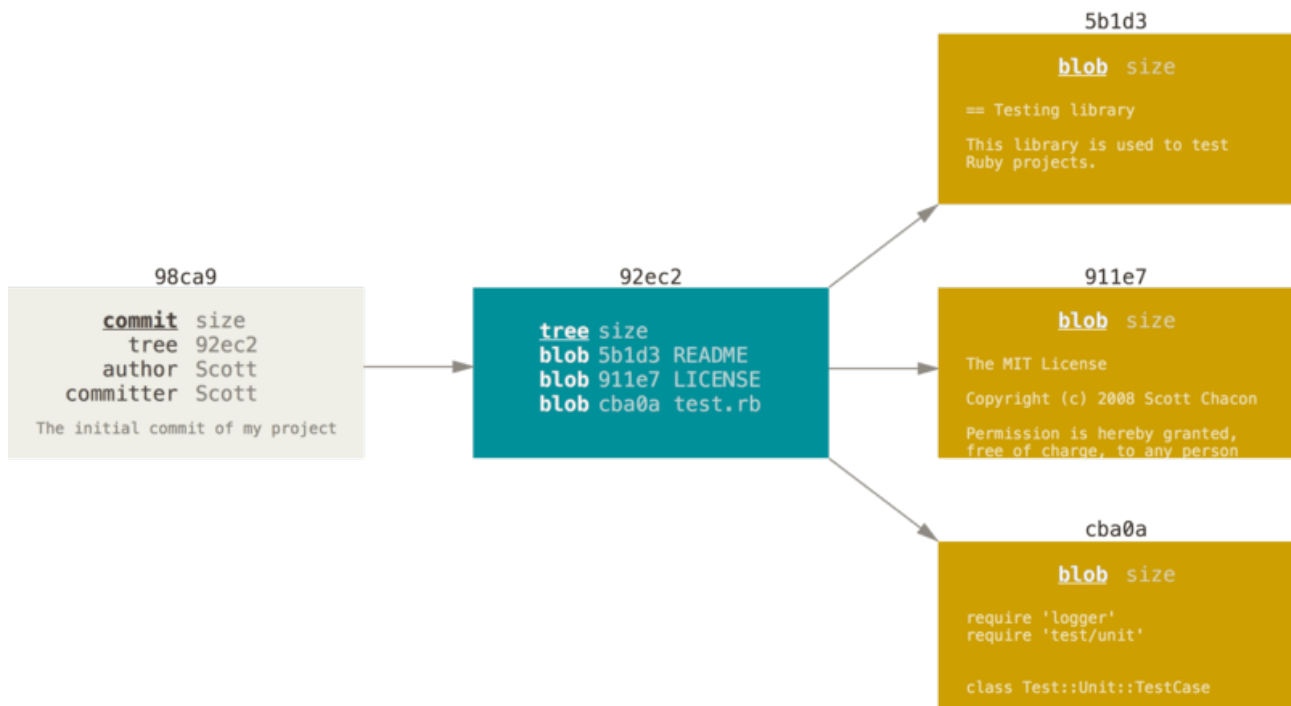 98ca9
commit size
tree 92ec2
author Scott
committer Scott
The initial commit of my project
92ec2
tree size
blob 5b1d3 README
blob 911e7 LICENSE
blob cba0a test.rb
5b1d3
blob size
== Testing library
This library is used to test
Ruby projects.
911e7
blob size
The MIT License
Copyright (c) 2008 Scott Chacon
Permission is hereby granted,
free of charge, to any person
cba0a
blob size
require 'logger'
require 'test/unit'
class Test::Unit::TestCase